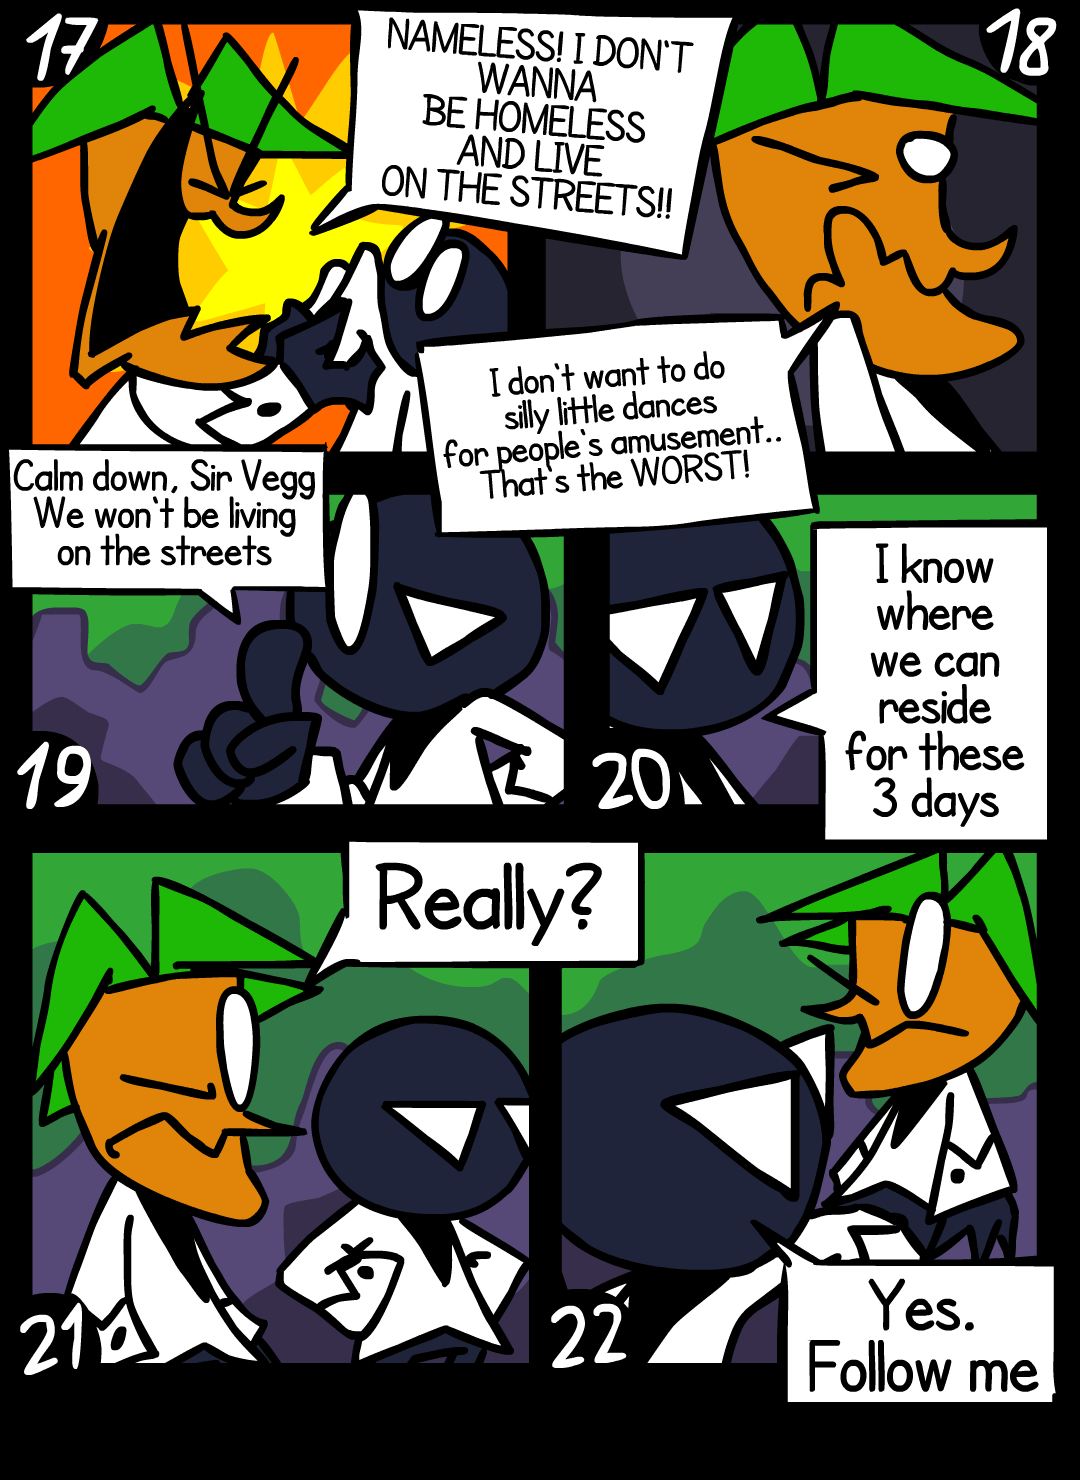 17
NAMELESS! I DON'T
WANNA
BE HOMELESS
AND LIVE
ON THE STREETS!!
18
I don't want to do
silly little dances
for people's amusement..
That's the WORST!
Calm down, Sir Vegg
We won't be living
on the streets
19
I know
where
we can
reside
for these
3 days
20
Really?
21
Yes.
Follow me
22